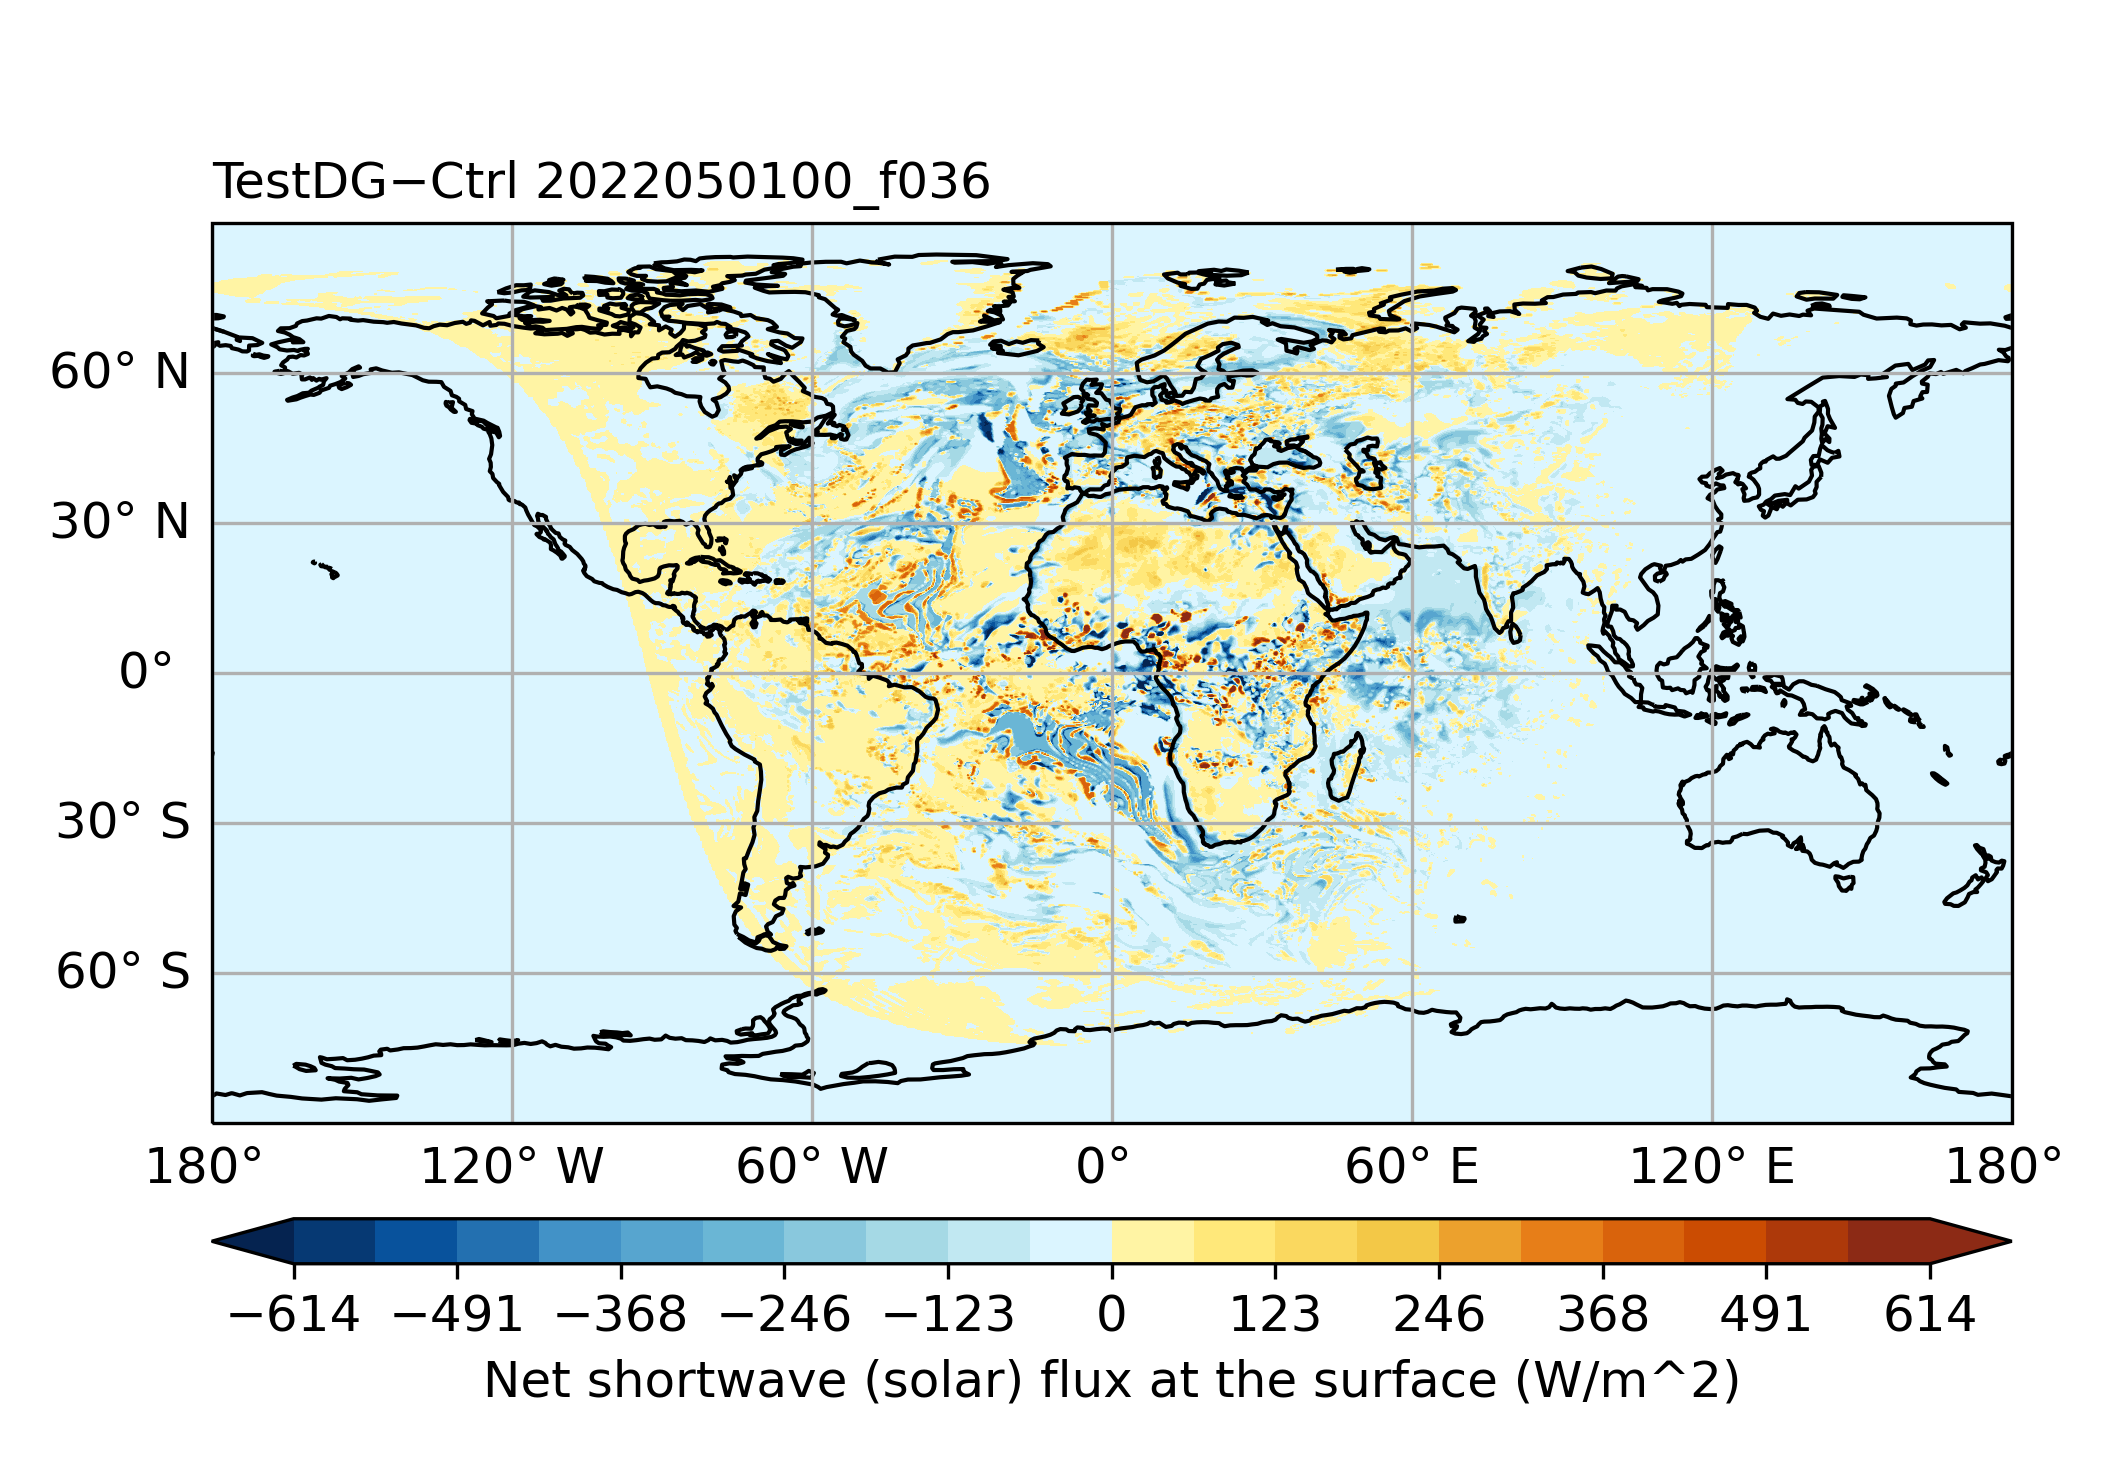 TestDG−Ctrl 2022050100_f036
60° N
30° N
0°
30° S
60° S
180° 120° W 60° W 0° 60° E 120° E 180°
−614 −491 −368 −246 −123 0 123 246 368 491 614
Net shortwave (solar) flux at the surface (W/m^2)